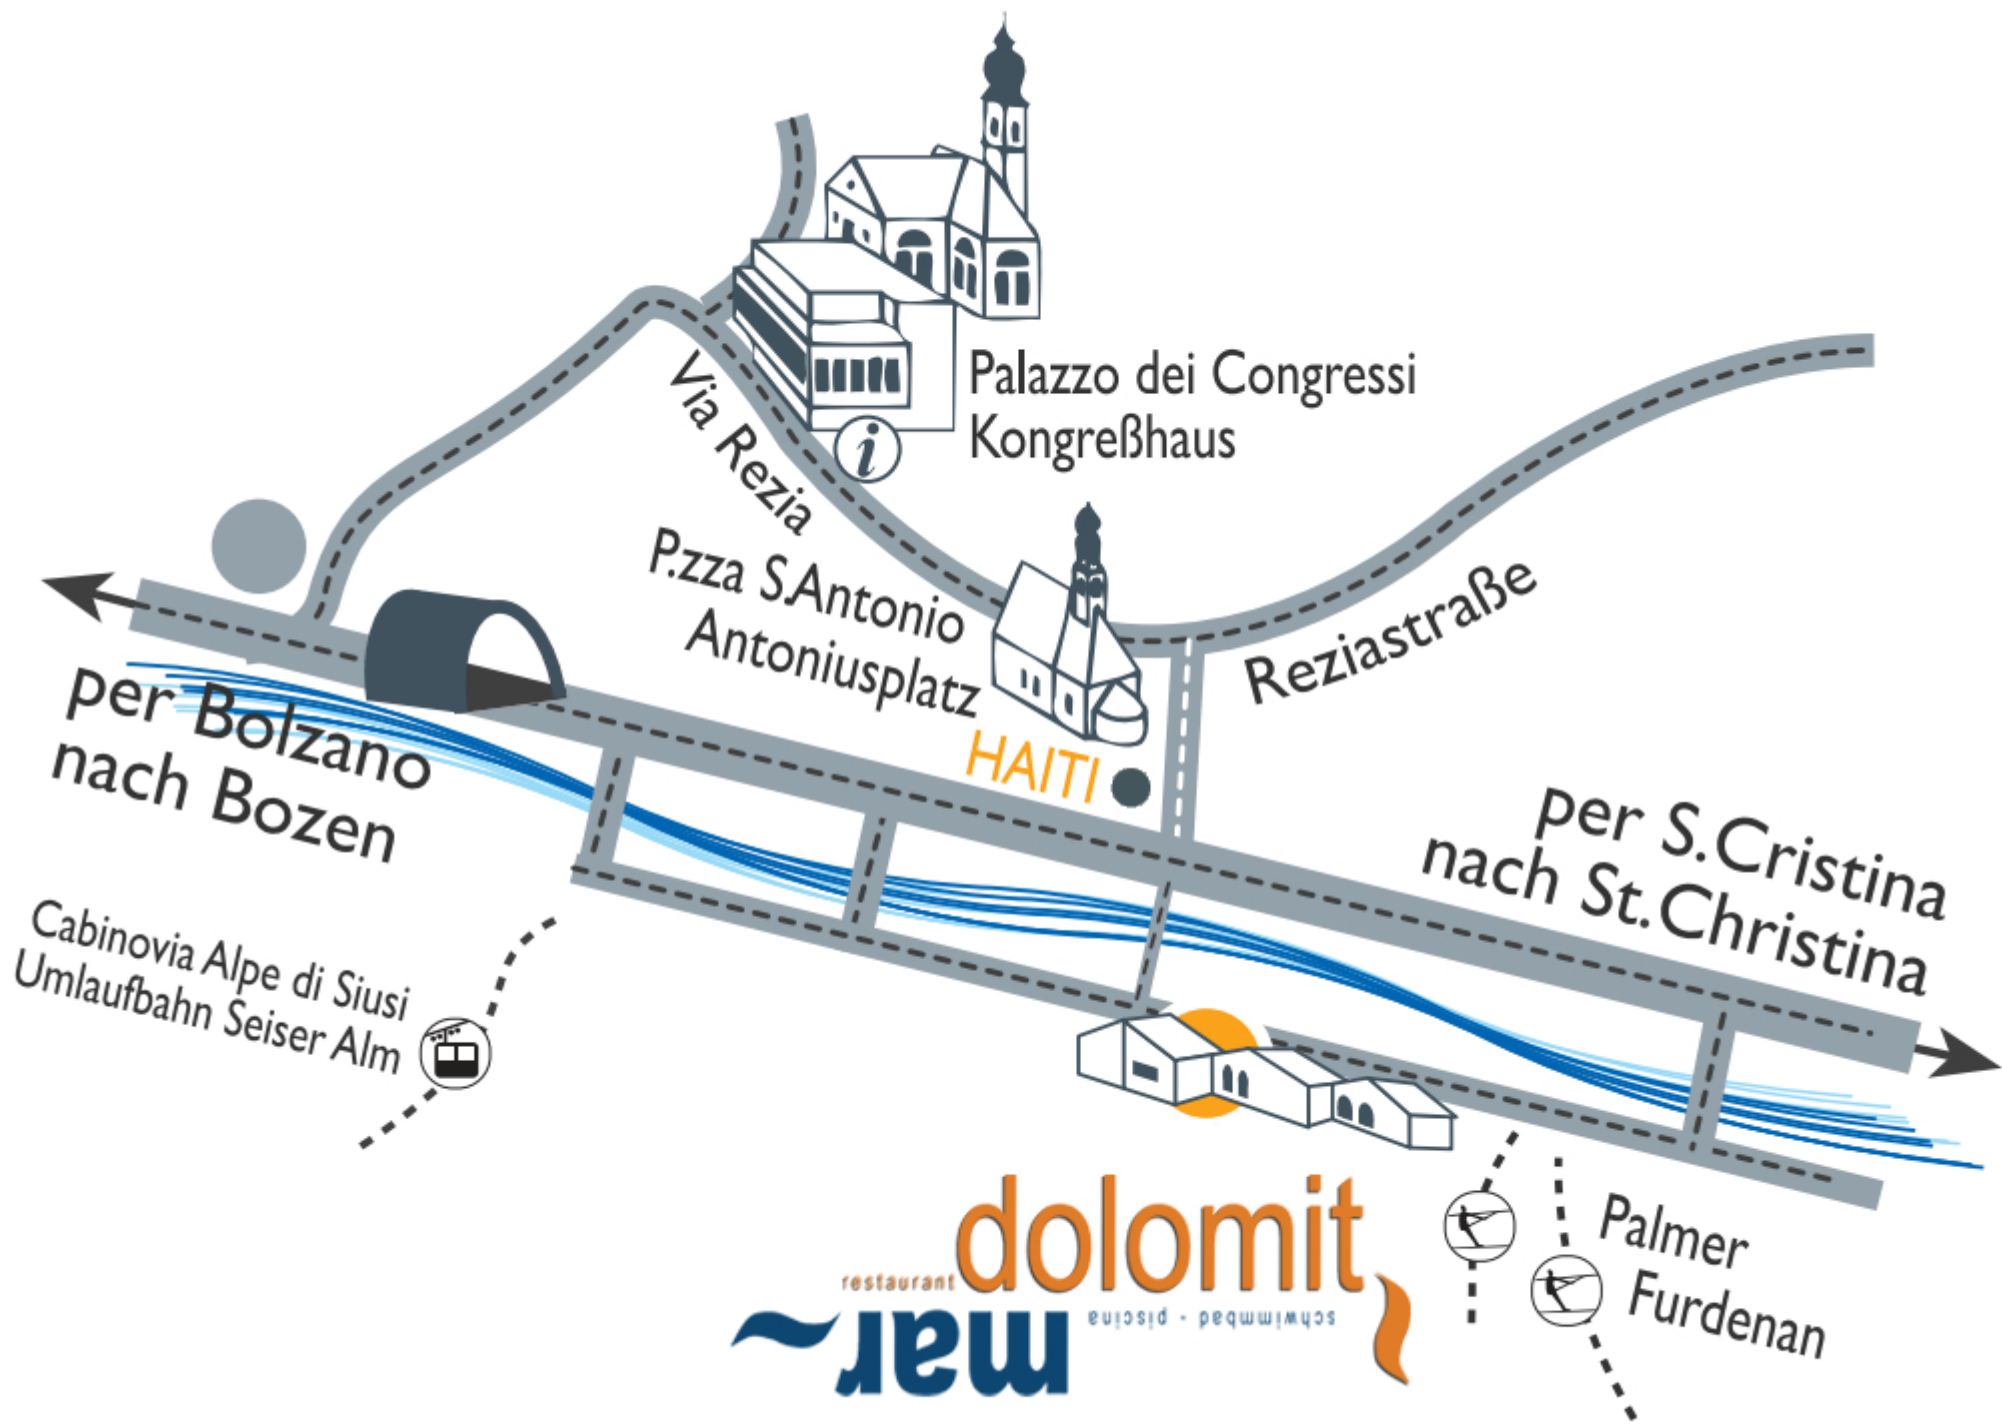 Palazzo dei Congressi
Kongreßhaus
i
Via Rezia
P.zza S.Antonio
Antoniusplatz
Reziastraße
HAITI
per Bolzano
nach Bozen
per S.Cristina
nach St.Christina
Cabinovia Alpe di Siusi
Umlaufbahn Seiser Alm
dolomit
restaurant
schwimmbad - piscina
mar
Palmer
Furdenan